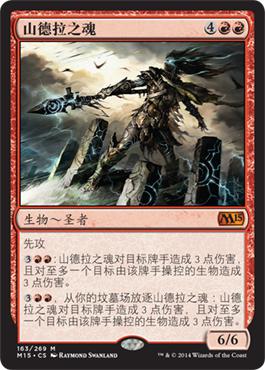 山德拉之魂 4
M15
生物～圣者
先攻
3：山德拉之魂对目标牌手造成 3 点伤害，
且对至多一个目标由该牌手操控的生物造成
3 点伤害。
3，从你的坟墓场放逐山德拉之魂：山德
拉之魂对目标牌手造成 3 点伤害，且对至多
一个目标由该牌手操控的生物造成 3 点伤害。
6/6
163/269 M
M15 • CS RAYMOND SWANLAND
™ & © 2014 Wizards of the Coast